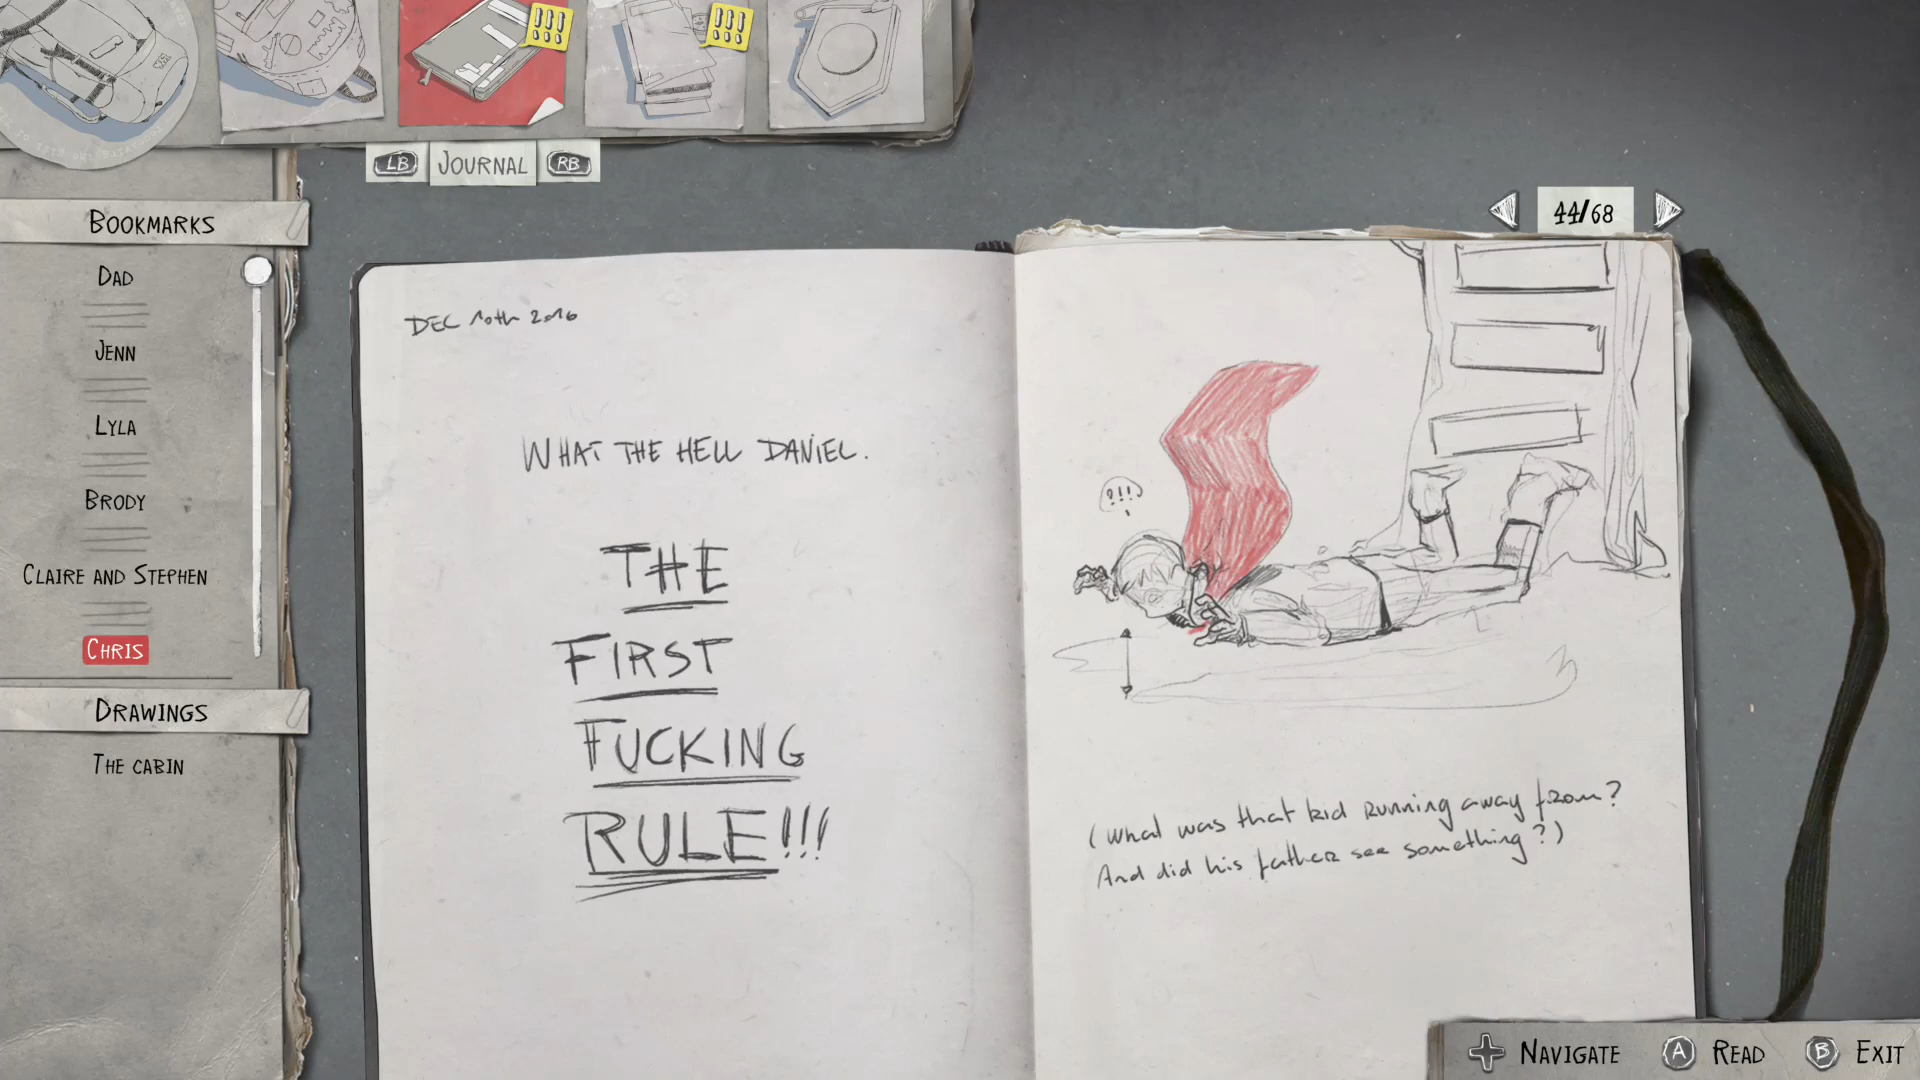 LB JOURNAL RB
44/68
BOOKMARKS
DAD
JENN
LYLA
BRODY
CLAIRE AND STEPHEN
CHRIS
DRAWINGS
THE CABIN
DEC 10th 2016
WHAT THE HELL DANIEL.
THE
FIRST
FUCKING
RULE!!!
?!!
(What was that kid running away from?
And did his father see something?)
NAVIGATE A READ B EXIT